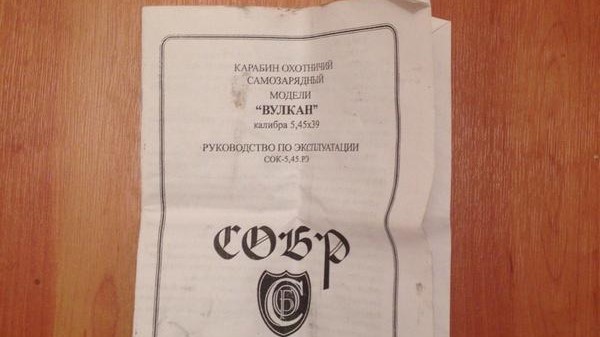 КАРАБИН ОХОТНИЧИЙ
САМОЗАРЯДНЫЙ
МОДЕЛИ
“ВУЛКАН”
калибра 5,45х39
РУКОВОДСТВО ПО ЭКСПЛУАТАЦИИ
СОК-5,45 РЭ
СОБР